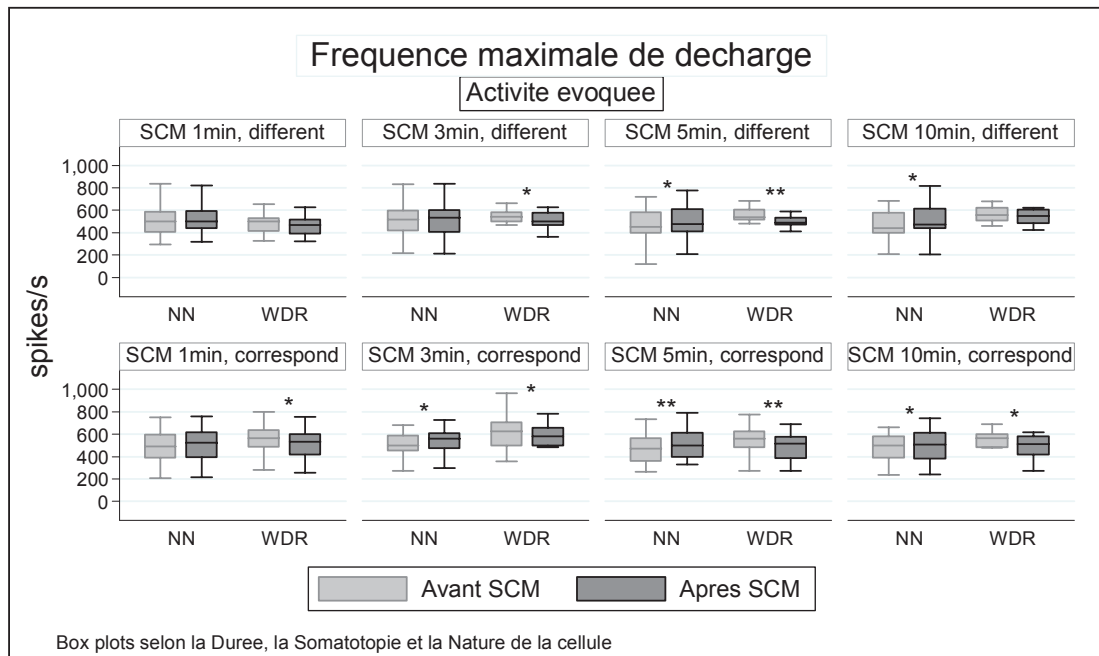 Frequence maximale de decharge
Activite evoquee
spikes/s
SCM 1min, different
SCM 3min, different
SCM 5min, different
SCM 10min, different
1,000
800
600
400
200
0
*
*
**
*
NN WDR
NN WDR
NN WDR
NN WDR
SCM 1min, correspond
SCM 3min, correspond
SCM 5min, correspond
SCM 10min, correspond
1,000
800
600
400
200
0
*
*
*
**
**
*
*
NN WDR
NN WDR
NN WDR
NN WDR
Avant SCM
Apres SCM
Box plots selon la Duree, la Somatotopie et la Nature de la cellule